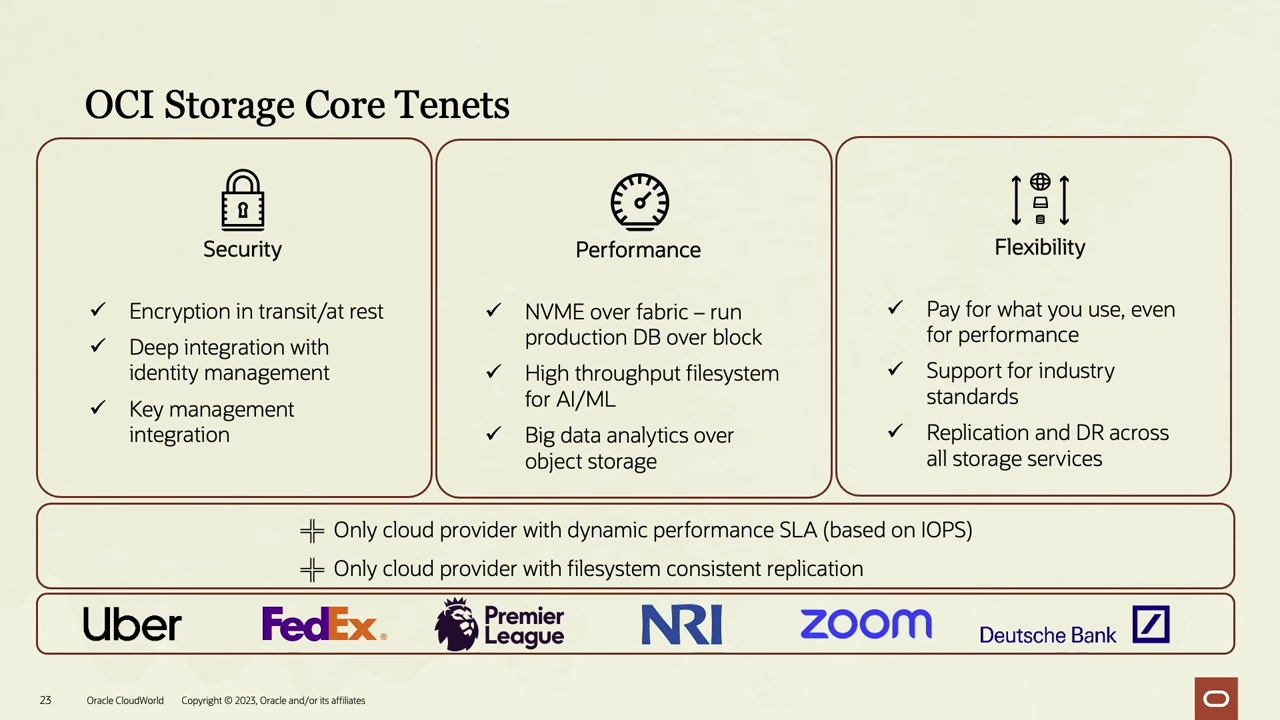 OCI Storage Core Tenets
Security
Encryption in transit/at rest
Deep integration with
identity management
Key management
integration
Performance
NVME over fabric – run
production DB over block
High throughput filesystem
for AI/ML
Big data analytics over
object storage
Flexibility
Pay for what you use, even
for performance
Support for industry
standards
Replication and DR across
all storage services
Only cloud provider with dynamic performance SLA (based on IOPS)
Only cloud provider with filesystem consistent replication
Uber
FedEx®
Premier
League
NRI
zoom
Deutsche Bank
23 Oracle CloudWorld Copyright © 2023, Oracle and/or its affiliates